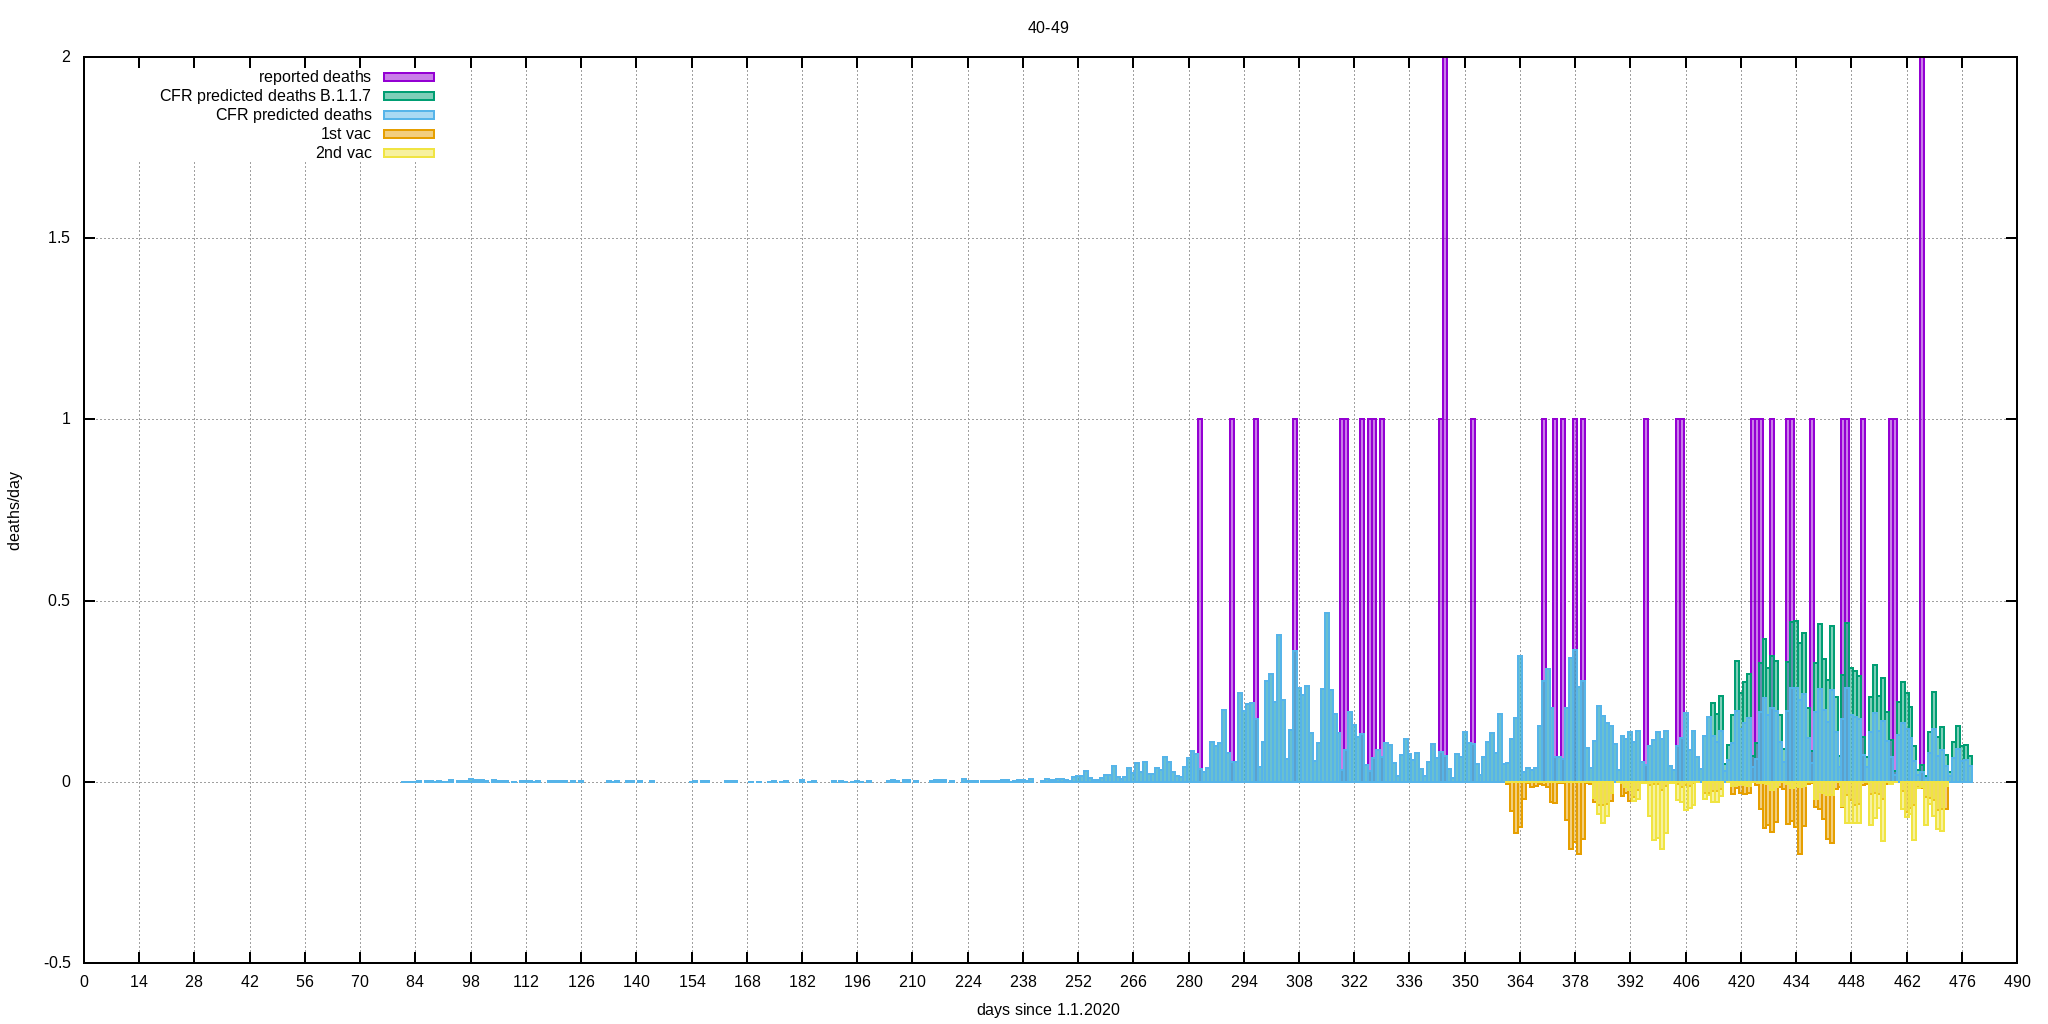 40-49
2
reported deaths
CFR predicted deaths B.1.1.7
CFR predicted deaths
1st vac
2nd vac
1.5
1
0.5
0
-0.5
deaths/day
0 14 28 42 56 70 84 98 112 126 140 154 168 182 196 210 224 238 252 266 280 294 308 322 336 350 364 378 392 406 420 434 448 462 476 490
days since 1.1.2020